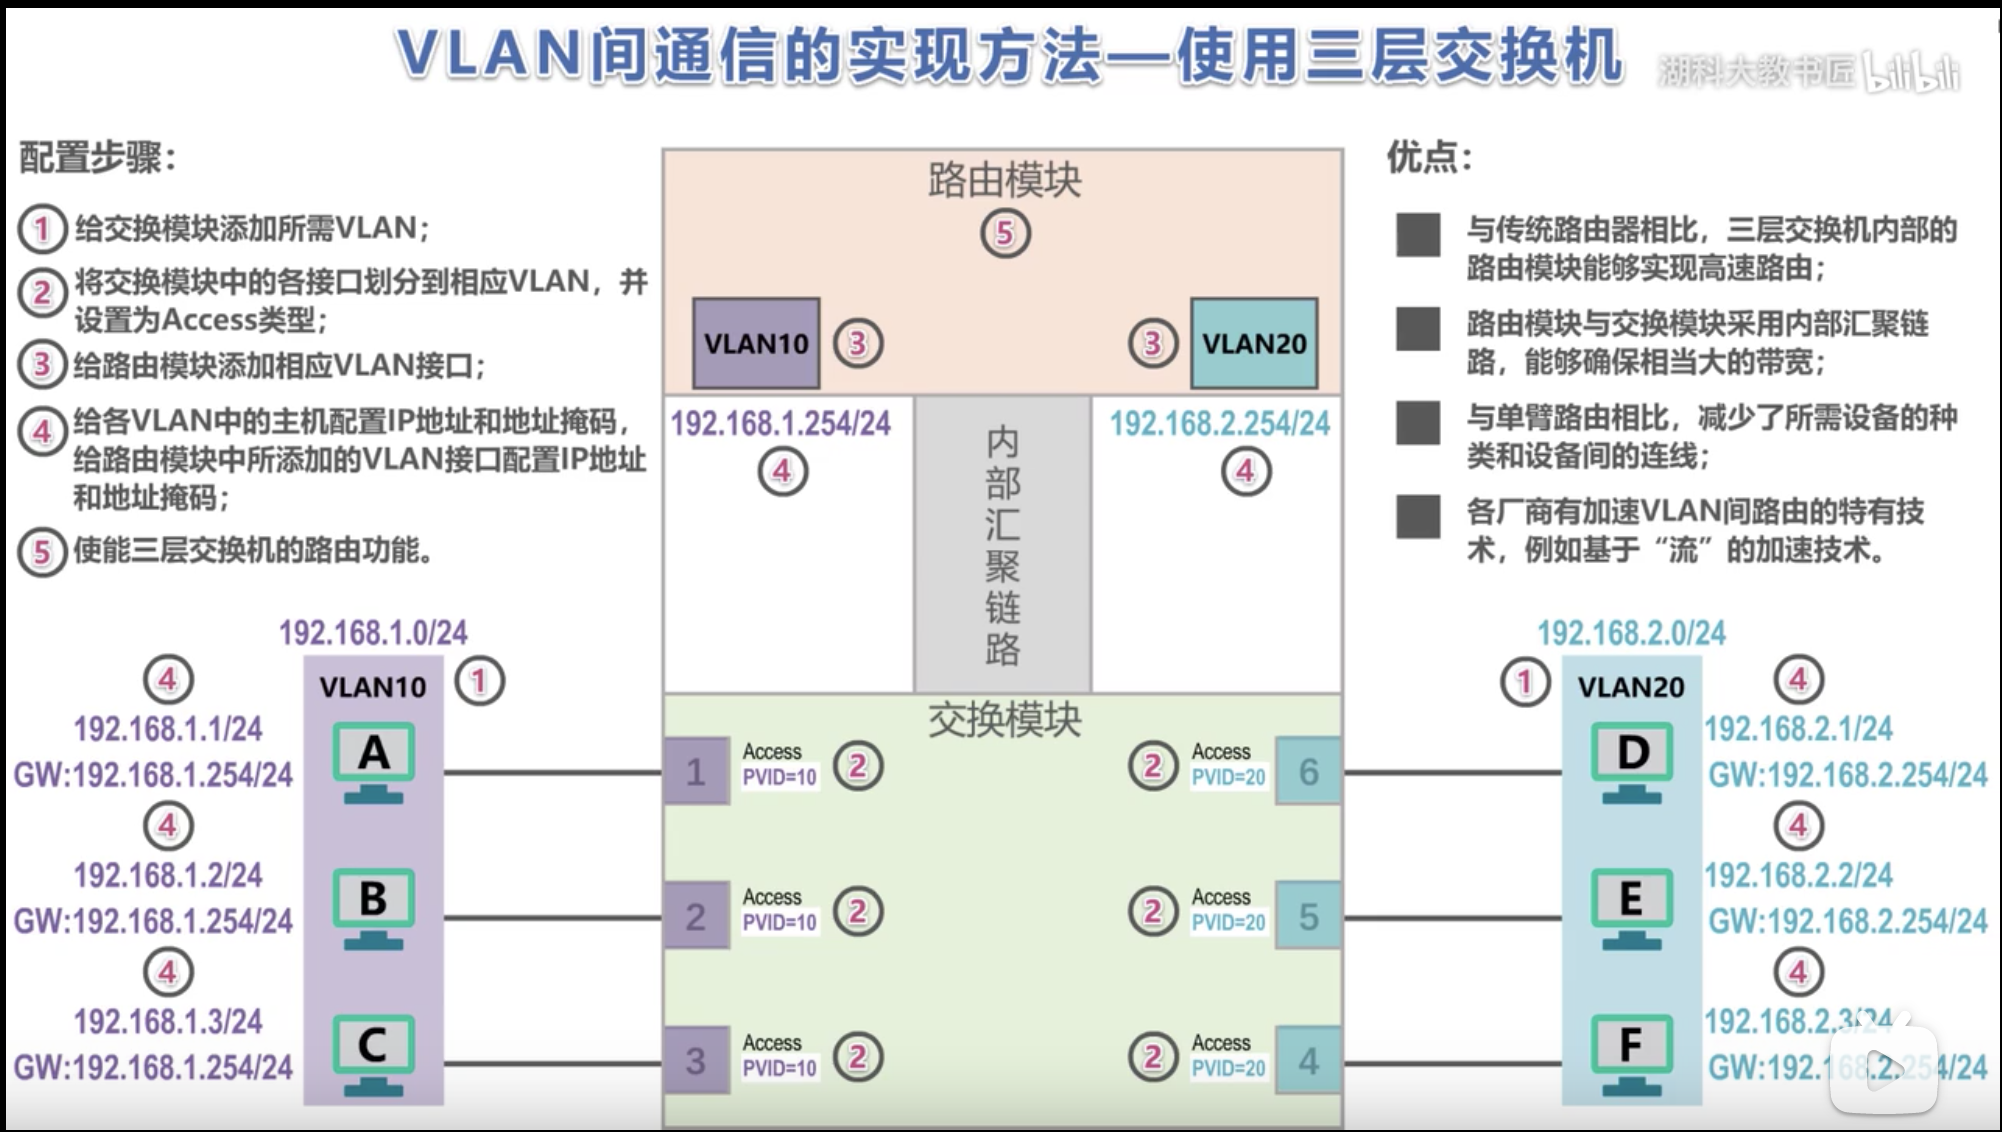 VLAN间通信的实现方法—使用三层交换机
湖科大教书匠 bilibili
配置步骤：
① 给交换模块添加所需VLAN；
② 将交换模块中的各接口划分到相应VLAN，并
设置为Access类型；
③ 给路由模块添加相应VLAN接口；
④ 给各VLAN中的主机配置IP地址和地址掩码，
给路由模块中所添加的VLAN接口配置IP地址
和地址掩码；
⑤ 使能三层交换机的路由功能。
路由模块
⑤
VLAN10 ③
③ VLAN20
192.168.1.254/24
④
192.168.2.254/24
④
内
部
汇
聚
链
路
优点：
与传统路由器相比，三层交换机内部的
路由模块能够实现高速路由；
路由模块与交换模块采用内部汇聚链
路，能够确保相当大的带宽；
与单臂路由相比，减少了所需设备的种
类和设备间的连线；
各厂商有加速VLAN间路由的特有技
术，例如基于“流”的加速技术。
192.168.1.0/24
④
VLAN10 ①
192.168.1.1/24
GW:192.168.1.254/24
A
④
192.168.1.2/24
GW:192.168.1.254/24
B
④
192.168.1.3/24
GW:192.168.1.254/24
C
交换模块
1 Access
PVID=10 ②
2 Access
PVID=10 ②
3 Access
PVID=10 ②
② Access
PVID=20 6
② Access
PVID=20 5
② Access
PVID=20 4
192.168.2.0/24
① VLAN20
④
D
192.168.2.1/24
GW:192.168.2.254/24
④
E
192.168.2.2/24
GW:192.168.2.254/24
④
F
192.168.2.3/24
GW:192.168.2.254/24